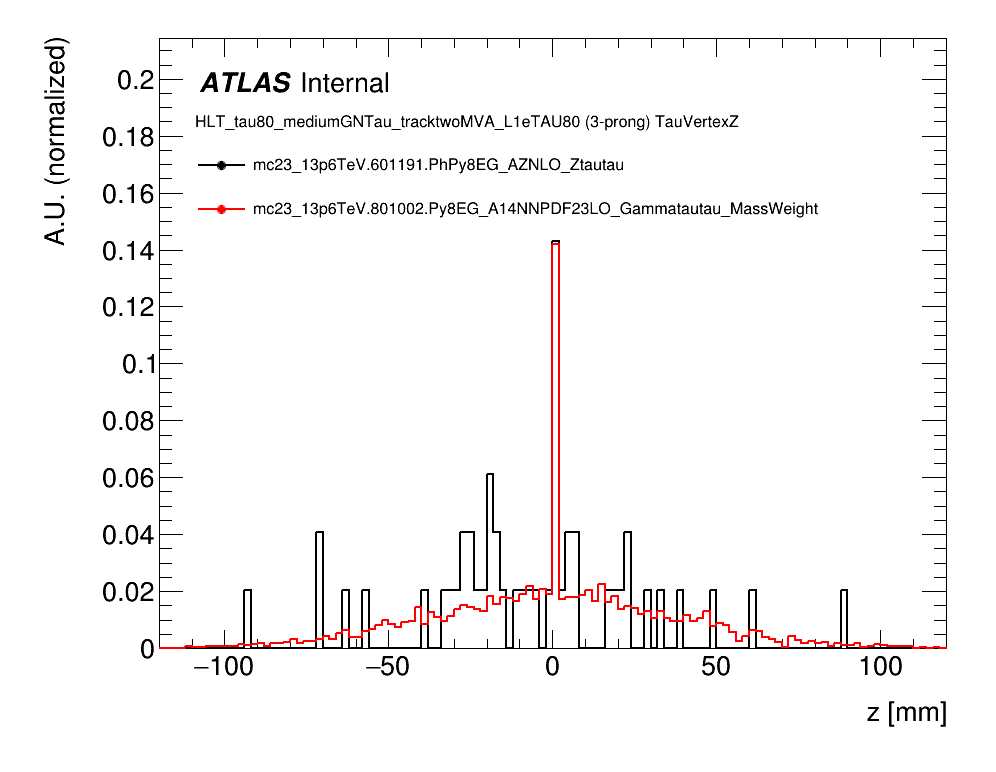 A.U. (normalized)
ATLAS Internal
HLT_tau80_mediumGNTau_tracktwoMVA_L1eTAU80 (3-prong) TauVertexZ
mc23_13p6TeV.601191.PhPy8EG_AZNLO_Ztautau
mc23_13p6TeV.801002.Py8EG_A14NNPDF23LO_Gammatautau_MassWeight
0.2
0.18
0.16
0.14
0.12
0.1
0.08
0.06
0.04
0.02
0
−100 −50 0 50 100
z [mm]